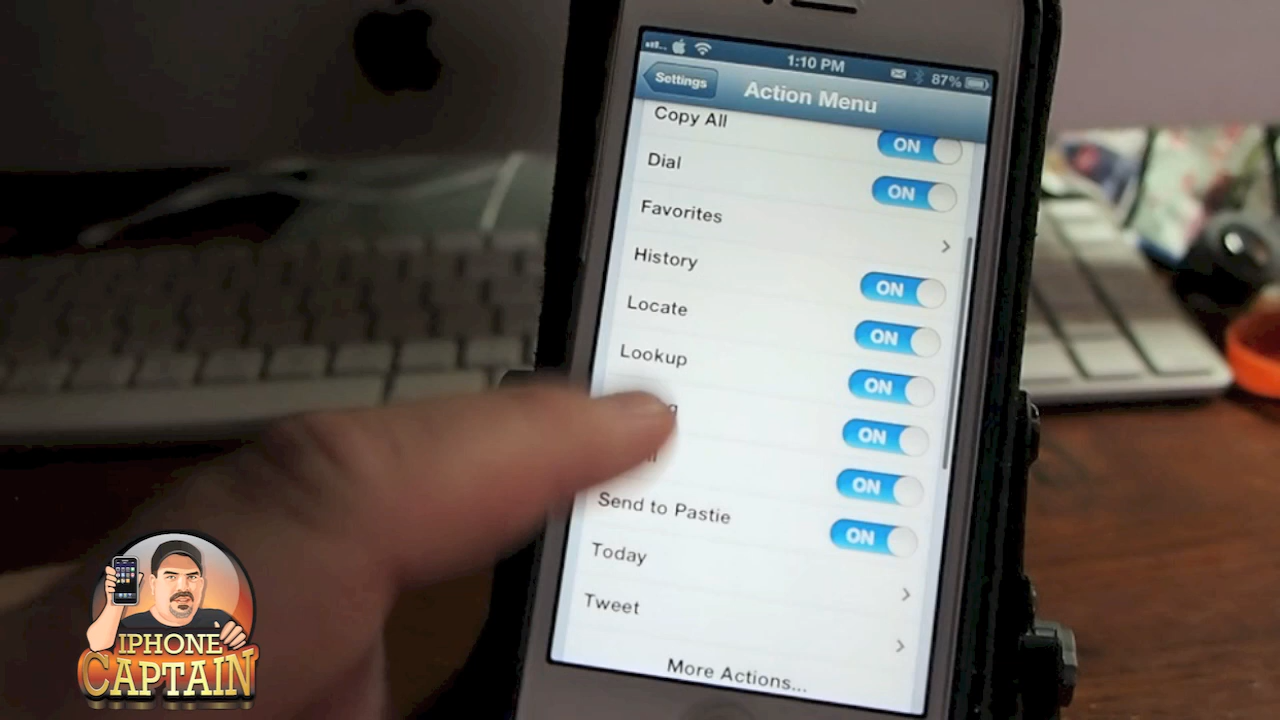 1:10 PM
87%
Settings
Action Menu
Copy All
ON
Dial
ON
Favorites
History
ON
Locate
ON
Lookup
ON
ON
ON
Send to Pastie
ON
Today
Tweet
More Actions...
IPHONE
CAPTAIN